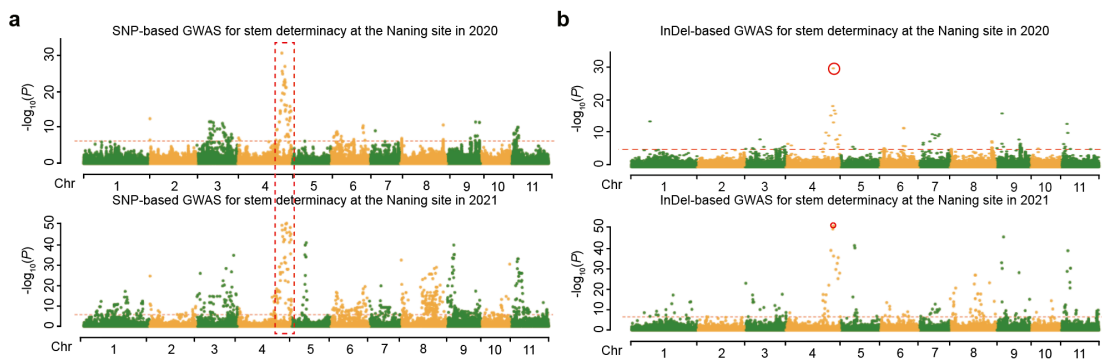 a
SNP-based GWAS for stem determinacy at the Naning site in 2020
-log10(P)
30
20
10
0
Chr 1 2 3 4 5 6 7 8 9 10 11
SNP-based GWAS for stem determinacy at the Naning site in 2021
-log10(P)
50
40
30
20
10
0
Chr 1 2 3 4 5 6 7 8 9 10 11
b
InDel-based GWAS for stem determinacy at the Naning site in 2020
-log10(P)
30
20
10
0
Chr 1 2 3 4 5 6 7 8 9 10 11
InDel-based GWAS for stem determinacy at the Naning site in 2021
-log10(P)
50
40
30
20
10
0
Chr 1 2 3 4 5 6 7 8 9 10 11